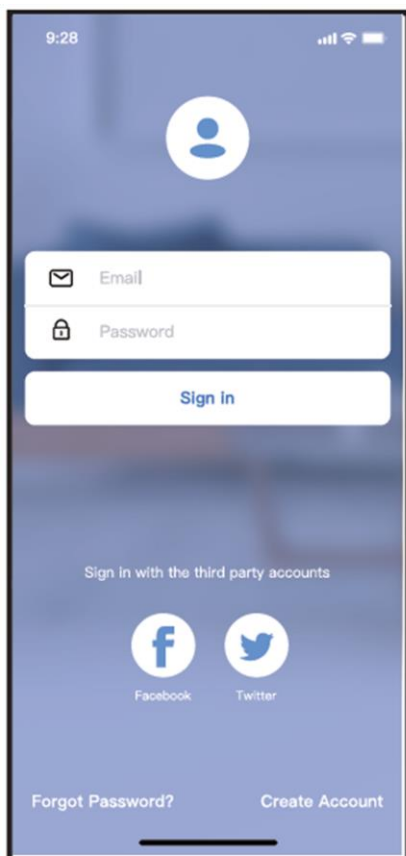 9:28
Email
Password
Sign in
Sign in with the third party accounts
Facebook Twitter
Forgot Password? Create Account